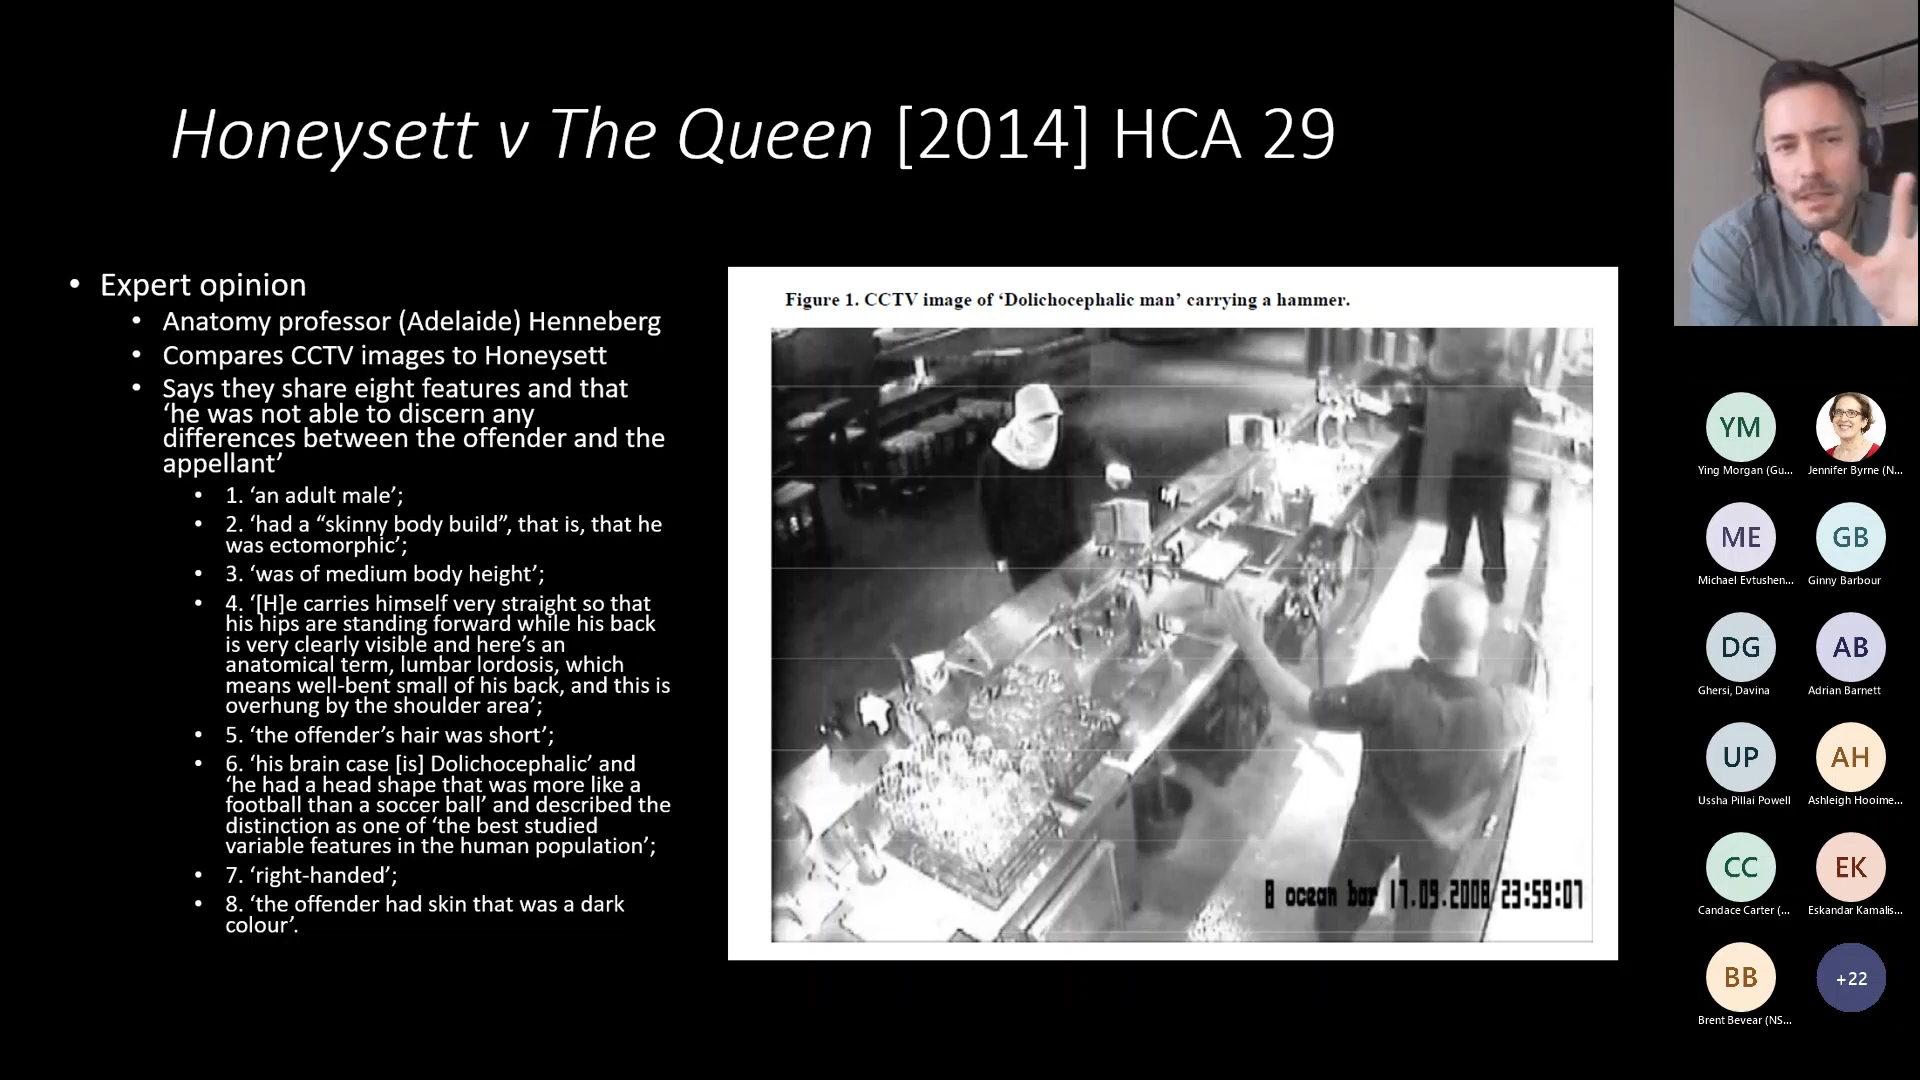 Honeysett v The Queen [2014] HCA 29
• Expert opinion
• Anatomy professor (Adelaide) Henneberg
• Compares CCTV images to Honeysett
• Says they share eight features and that
‘he was not able to discern any
differences between the offender and the
appellant’
• 1. ‘an adult male’;
• 2. ‘had a “skinny body build”, that is, that he
was ectomorphic’;
• 3. ‘was of medium body height’;
• 4. ‘[H]e carries himself very straight so that
his hips are standing forward while his back
is very clearly visible and here’s an
anatomical term, lumbar lordosis, which
means well-bent small of his back, and this is
overhung by the shoulder area’;
• 5. ‘the offender’s hair was short’;
• 6. ‘his brain case [is] Dolichocephalic’ and
‘he had a head shape that was more like a
football than a soccer ball’ and described the
distinction as one of ‘the best studied
variable features in the human population’;
• 7. ‘right-handed’;
• 8. ‘the offender had skin that was a dark
colour’.
Figure 1. CCTV image of ‘Dolichocephalic man’ carrying a hammer.
8 ocean bar 17.09.2008 23:59:07
YM
Ying Morgan (Gu...
Jennifer Byrne (N...
ME
Michael Evtushen...
GB
Ginny Barbour
DG
Ghersi, Davina
AB
Adrian Barnett
UP
Ussha Pillai Powell
AH
Ashleigh Hooime...
CC
Candace Carter (...
EK
Eskandar Kamalis...
BB
Brent Bevear (NS...
+22